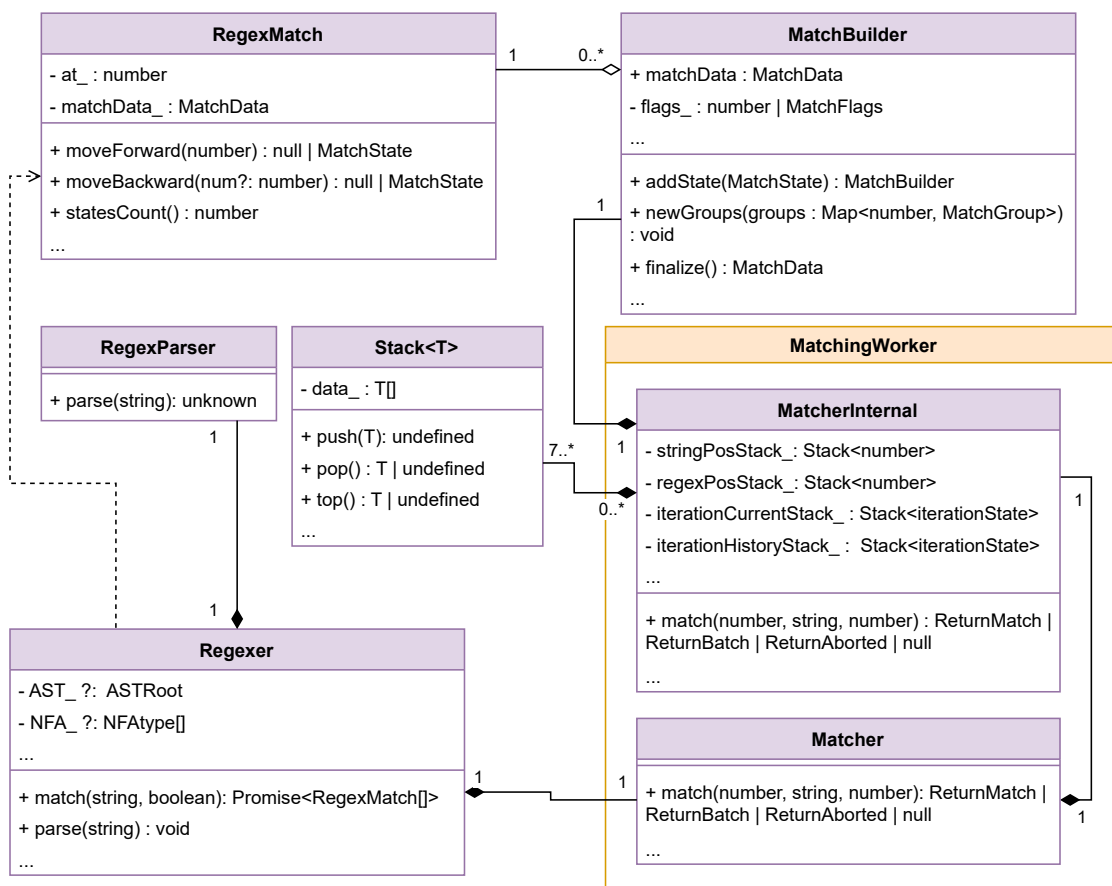 RegexMatch
- at_ : number
- matchData_ : MatchData
+ moveForward(number) : null | MatchState
+ moveBackward(num?: number) : null | MatchState
+ statesCount() : number
...
1
0..*
MatchBuilder
+ matchData : MatchData
- flags_ : number | MatchFlags
...
+ addState(MatchState) : MatchBuilder
+ newGroups(groups : Map<number, MatchGroup>)
: void
+ finalize() : MatchData
...
1
RegexParser
+ parse(string): unknown
1
Stack<T>
- data_ : T[]
+ push(T): undefined
+ pop() : T | undefined
+ top() : T | undefined
...
7..*
0..*
1
MatchingWorker
MatcherInternal
- stringPosStack_: Stack<number>
- regexPosStack_: Stack<number>
- iterationCurrentStack_ : Stack<iterationState>
- iterationHistoryStack_ : Stack<iterationState>
...
+ match(number, string, number) : ReturnMatch |
ReturnBatch | ReturnAborted | null
...
1
1
Regexer
- AST_ ?: ASTRoot
- NFA_ ?: NFAtype[]
...
+ match(string, boolean): Promise<RegexMatch[]>
+ parse(string) : void
...
1
1
Matcher
+ match(number, string, number): ReturnMatch |
ReturnBatch | ReturnAborted | null
...
1